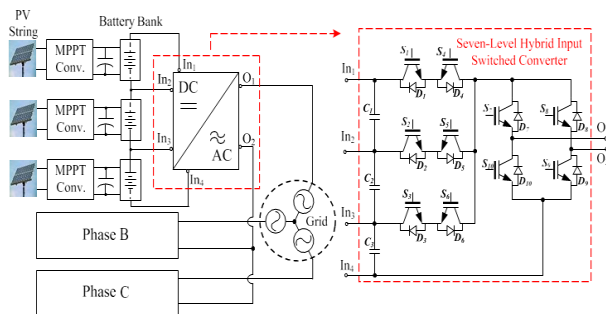 PV
String
Battery Bank
MPPT
Conv.
In1
In2
DC
O1
MPPT
Conv.
In3
O2
AC
MPPT
Conv.
In4
Phase B
Grid
Phase C
Seven-Level Hybrid Input
Switched Converter
In1
S1
S4
D1
D4
C1
S7
D7
S8
D8
In2
S2
S5
D2
D5
O
O
C2
S10
D10
S9
D9
In3
S3
S6
D3
D6
C3
In4